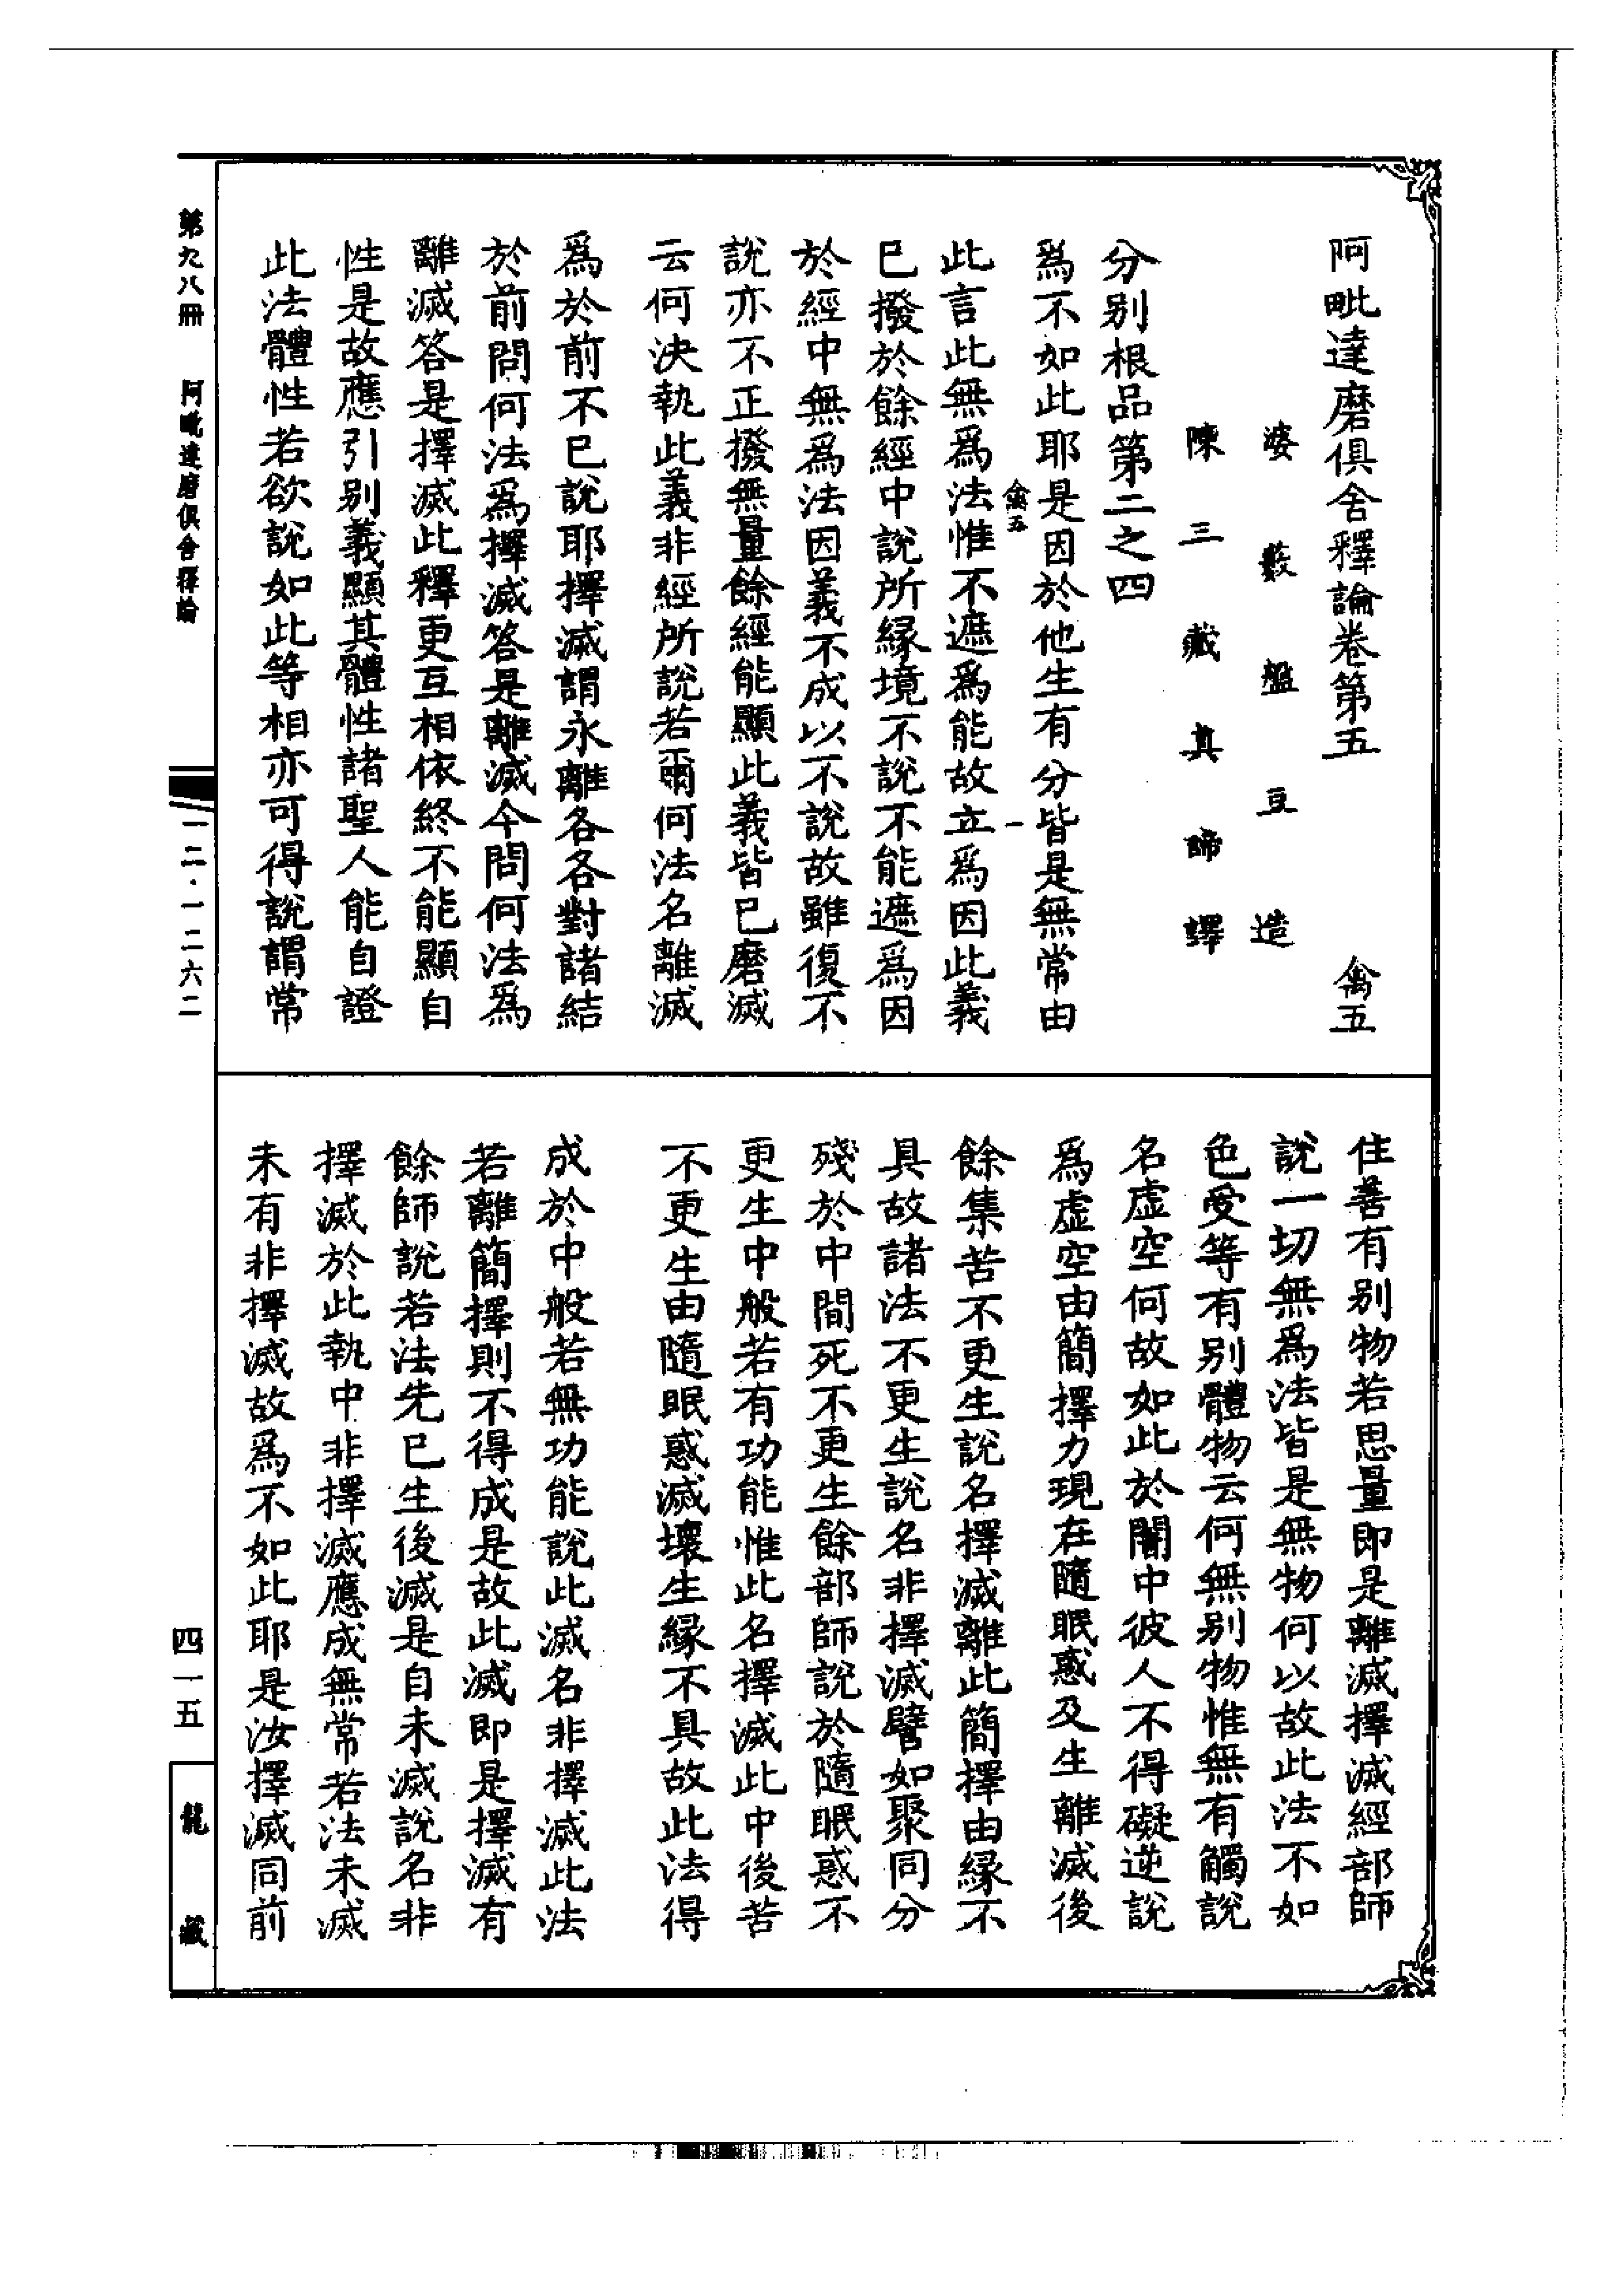 阿毗達磨俱舍釋論卷第五　禽五
婆藪盤豆造
陳三藏真諦譯
分别根品第二之四
爲不如此耶是因於他生有分皆是無常由
禽五　一
此言此無爲法惟不遮爲能故立爲因此義
已撥於餘經中說所緣境不說不能遮爲因
於經中無爲法因義不成以不說故雖復不
說亦不正撥無量餘經能顯此義皆已磨滅
云何決執此義非經所說若爾何法名離滅
爲於前不已說耶擇滅謂永離各各對諸結
於前問何法爲擇滅答是離滅今問何法爲
離滅答是擇滅此釋更互相依終不能顯自
性是故應引别義顯其體性諸聖人能自證
此法體性若欲說如此等相亦可得說謂常
住善有别物若思量即是離滅擇滅經部師
說一切無爲法皆是無物何以故此法不如
色受等有别體物云何無别物惟無有觸說
名虛空何故如此於闇中彼人不得礙逆說
爲虛空由簡擇力現在隨眠惑及生離滅後
餘集苦不更生說名擇滅離此簡擇由緣不
具故諸法不更生說名非擇滅譬如聚同分
殘於中間死不更生餘部師說於隨眠惑不
更生中般若有功能惟此名擇滅此中後苦
不更生由隨眠惑滅壞生緣不具故此法得
成於中般若無功能說此滅名非擇滅此法
若離簡擇則不得成是故此滅即是擇滅有
餘師說若法先已生後滅是自未滅說名非
擇滅於此執中非擇滅應成無常若法未滅
未有非擇滅故爲不如此耶是汝擇滅同前
第九八冊　阿毗達磨俱舍釋論
一二·一二六二
四一五
龍藏